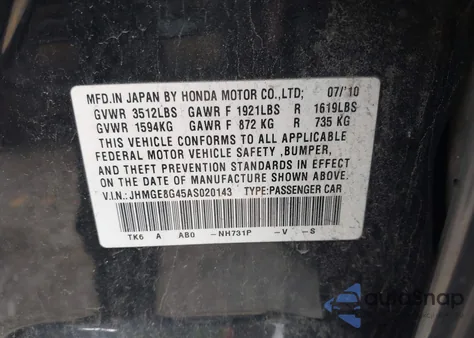 MFD.IN JAPAN BY HONDA MOTOR CO.,LTD; 07/'10
GVWR 3512LBS GAWR F 1921LBS R 1619LBS
GVWR 1594KG GAWR F 872 KG R 735 KG
THIS VEHICLE CONFORMS TO ALL APPLICABLE
FEDERAL MOTOR VEHICLE SAFETY ,BUMPER,
AND THEFT PREVENTION STANDARDS IN EFFECT
ON THE DATE OF MANUFACTURE SHOWN ABOVE.
V.I.N.: JHMGE8G45AS020143 TYPE:PASSENGER CAR
TK6 A AB0 -NH731P -V -S
autosnap